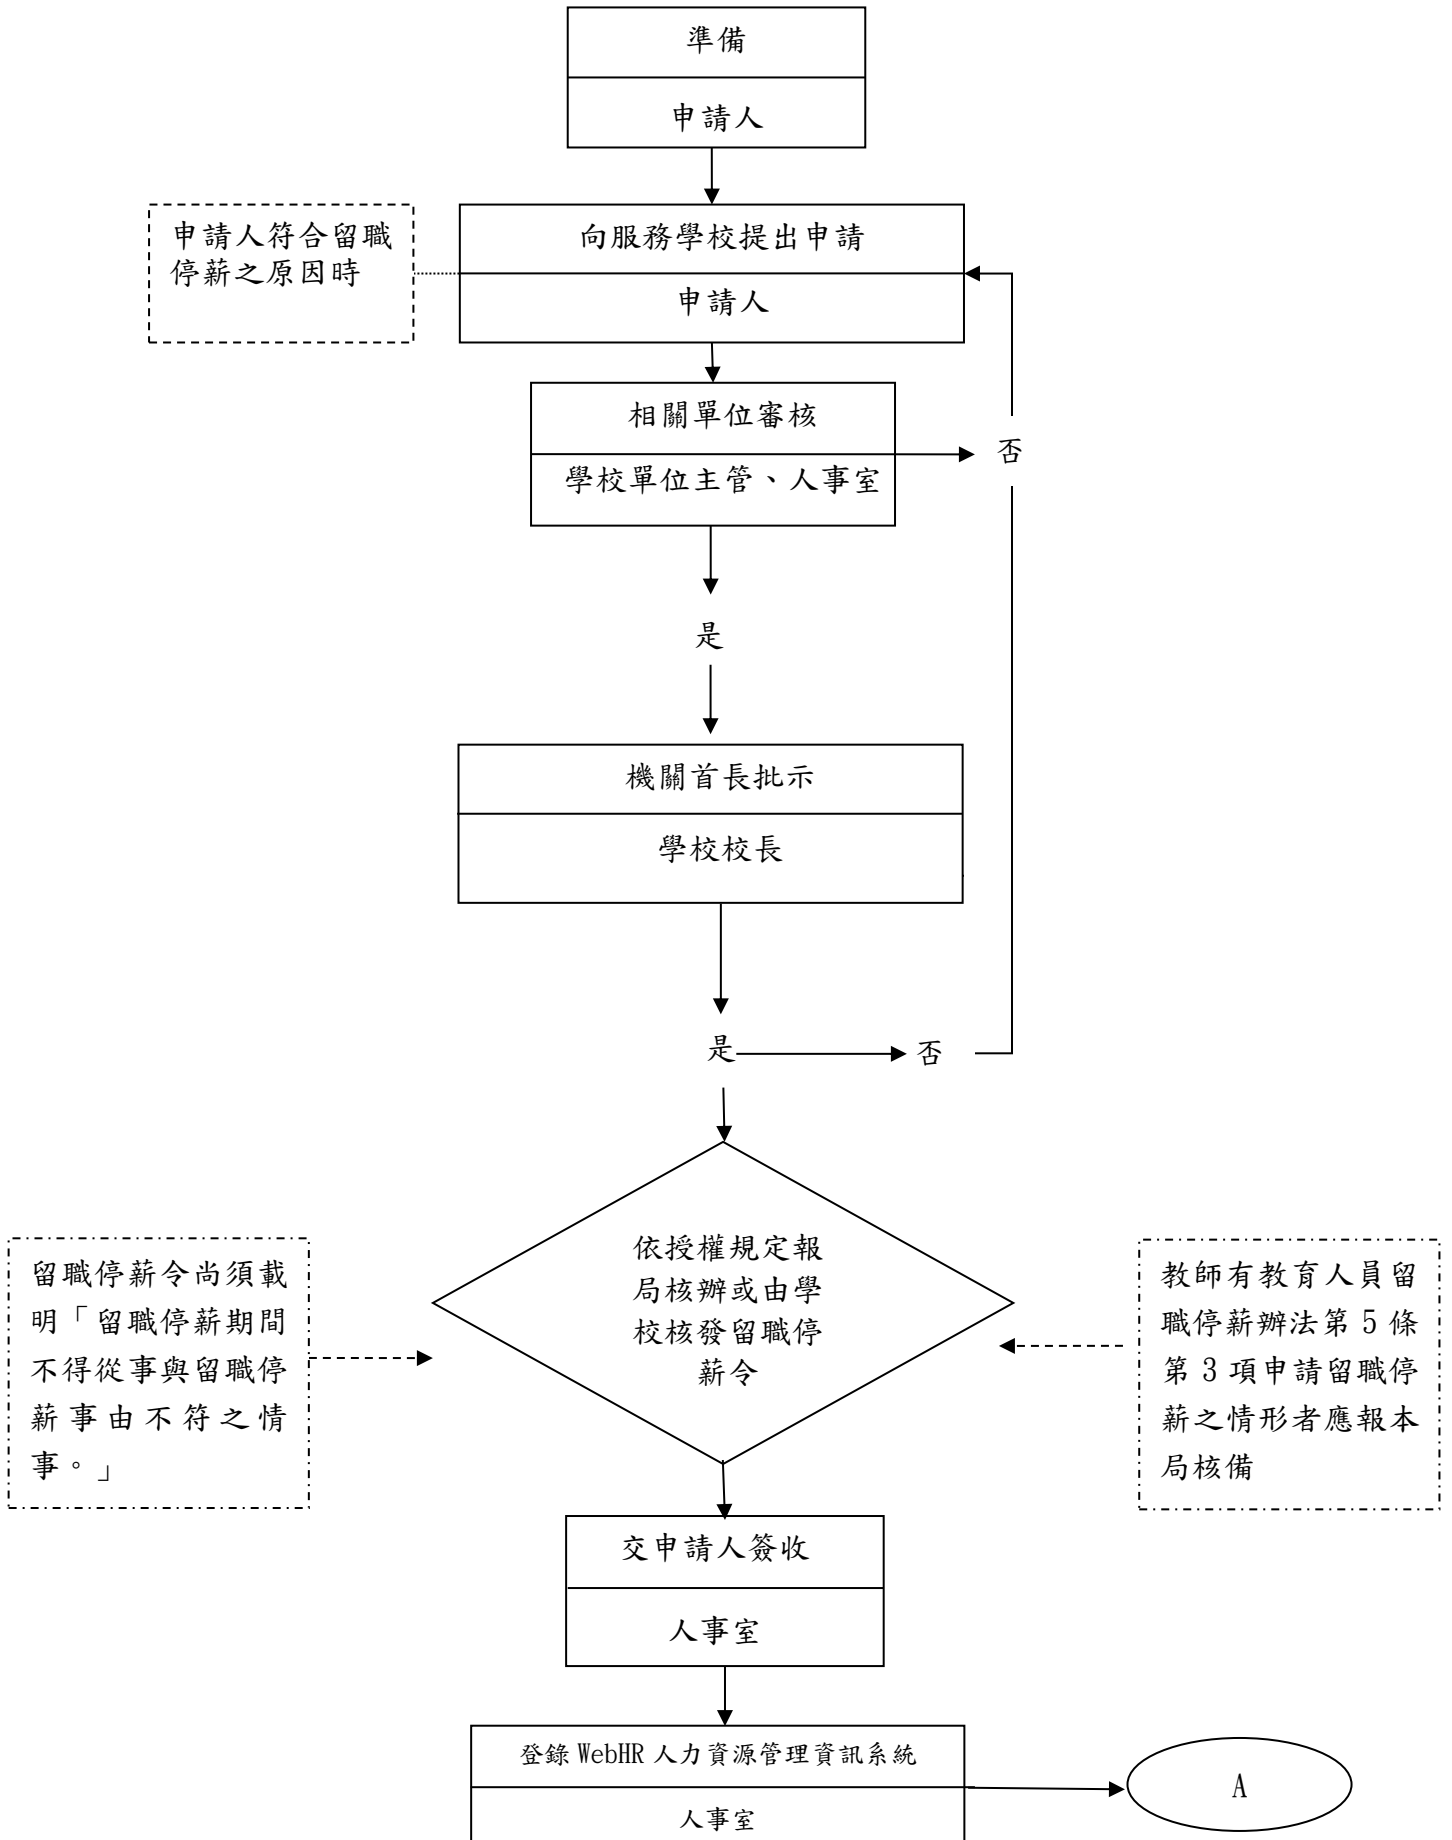 準備
申請人
申請人符合留職
停薪之原因時
向服務學校提出申請
申請人
相關單位審核
學校單位主管、人事室
否
是
機關首長批示
學校校長
是
否
依授權規定報
局核辦或由學
校核發留職停
薪令
留職停薪令尚須載
明「留職停薪期間
不得從事與留職停
薪事由不符之情
事。」
教師有教育人員留
職停薪辦法第 5 條
第 3 項申請留職停
薪之情形者應報本
局核備
交申請人簽收
人事室
登錄 WebHR 人力資源管理資訊系統
人事室
A